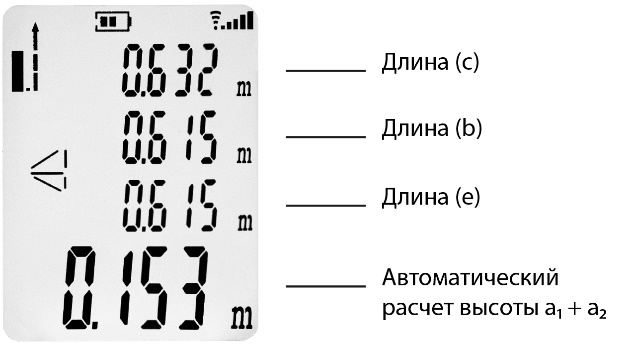 0.632 m Длина (c)
0.615 m Длина (b)
0.615 m Длина (e)
0.153 m Автоматический
расчет высоты a₁ + a₂